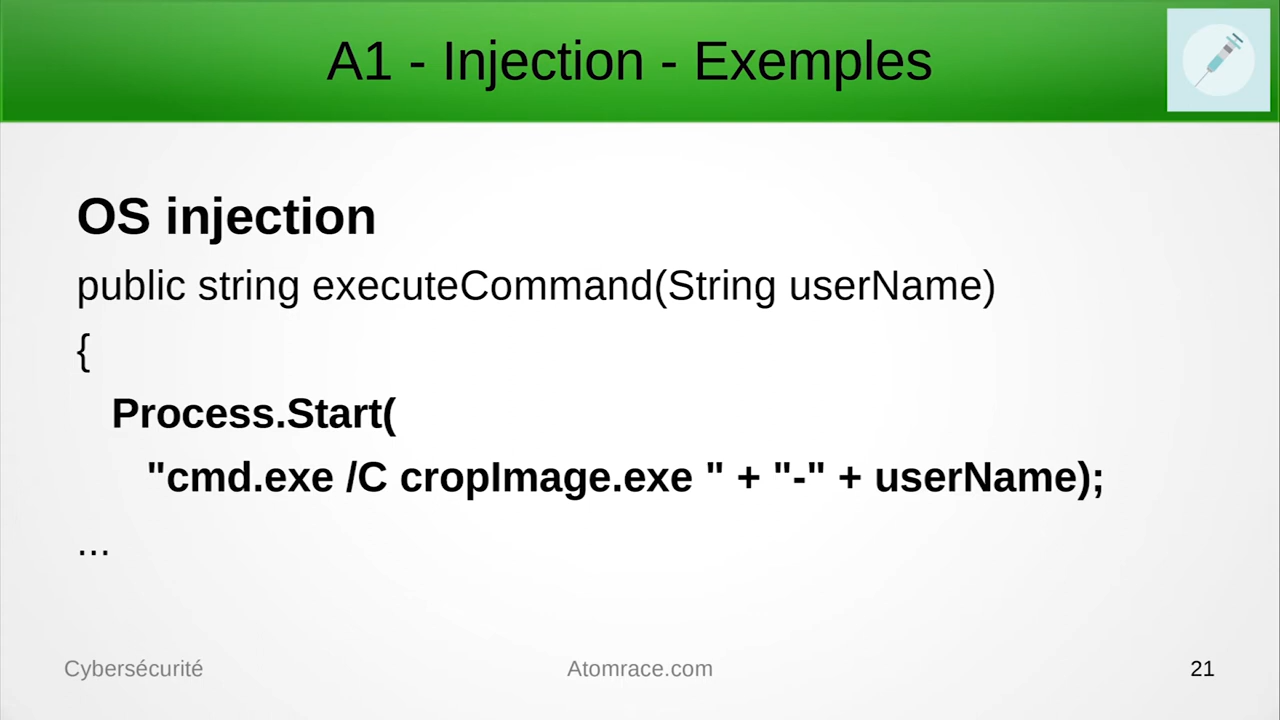 A1 - Injection - Exemples
OS injection
public string executeCommand(String userName)
{
Process.Start(
"cmd.exe /C cropImage.exe " + "-" + userName);
...
Cybersécurité
Atomrace.com
21